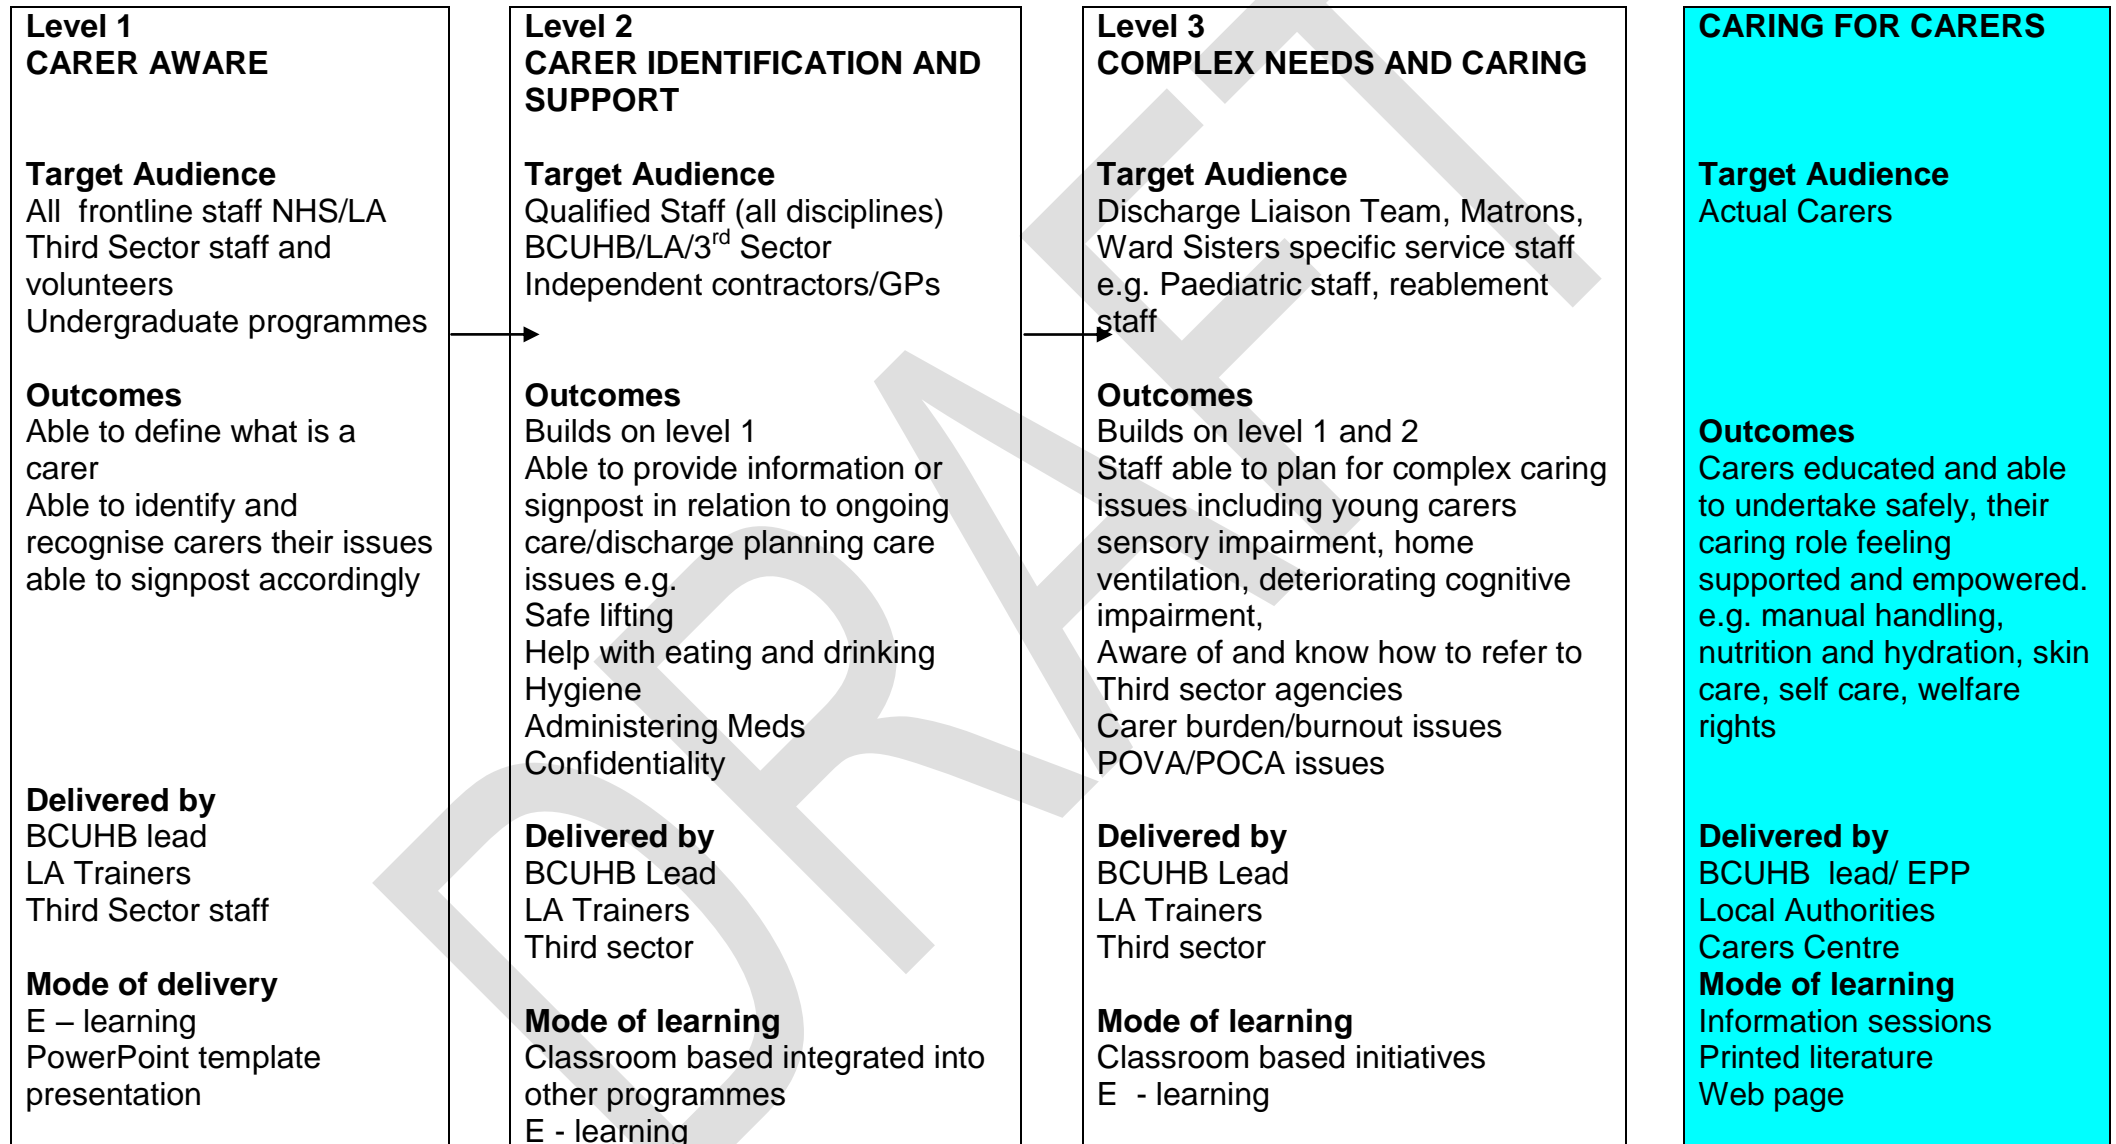 Level 1
CARER AWARE
Target Audience
All  frontline staff NHS/LA
Third Sector staff and
volunteers
Undergraduate programmes
Outcomes
Able to define what is a
carer
Able to identify and
recognise carers their issues
able to signpost accordingly
Delivered by
BCUHB lead
LA Trainers
Third Sector staff
Mode of delivery
E – learning
PowerPoint template
presentation
Level 2
CARER IDENTIFICATION AND
SUPPORT
Target Audience
Qualified Staff (all disciplines)
BCUHB/LA/3rd Sector
Independent contractors/GPs
Outcomes
Builds on level 1
Able to provide information or
signpost in relation to ongoing
care/discharge planning care
issues e.g.
Safe lifting
Help with eating and drinking
Hygiene
Administering Meds
Confidentiality
Delivered by
BCUHB Lead
LA Trainers
Third sector
Mode of learning
Classroom based integrated into
other programmes
E - learning
Level 3
COMPLEX NEEDS AND CARING
Target Audience
Discharge Liaison Team, Matrons,
Ward Sisters specific service staff
e.g. Paediatric staff, reablement
staff
Outcomes
Builds on level 1 and 2
Staff able to plan for complex caring
issues including young carers
sensory impairment, home
ventilation, deteriorating cognitive
impairment,
Aware of and know how to refer to
Third sector agencies
Carer burden/burnout issues
POVA/POCA issues
Delivered by
BCUHB Lead
LA Trainers
Third sector
Mode of learning
Classroom based initiatives
E  - learning
CARING FOR CARERS
Target Audience
Actual Carers
Outcomes
Carers educated and able
to undertake safely, their
caring role feeling
supported and empowered.
e.g. manual handling,
nutrition and hydration, skin
care, self care, welfare
rights
Delivered by
BCUHB  lead/ EPP
Local Authorities
Carers Centre
Mode of learning
Information sessions
Printed literature
Web page
DRAFT